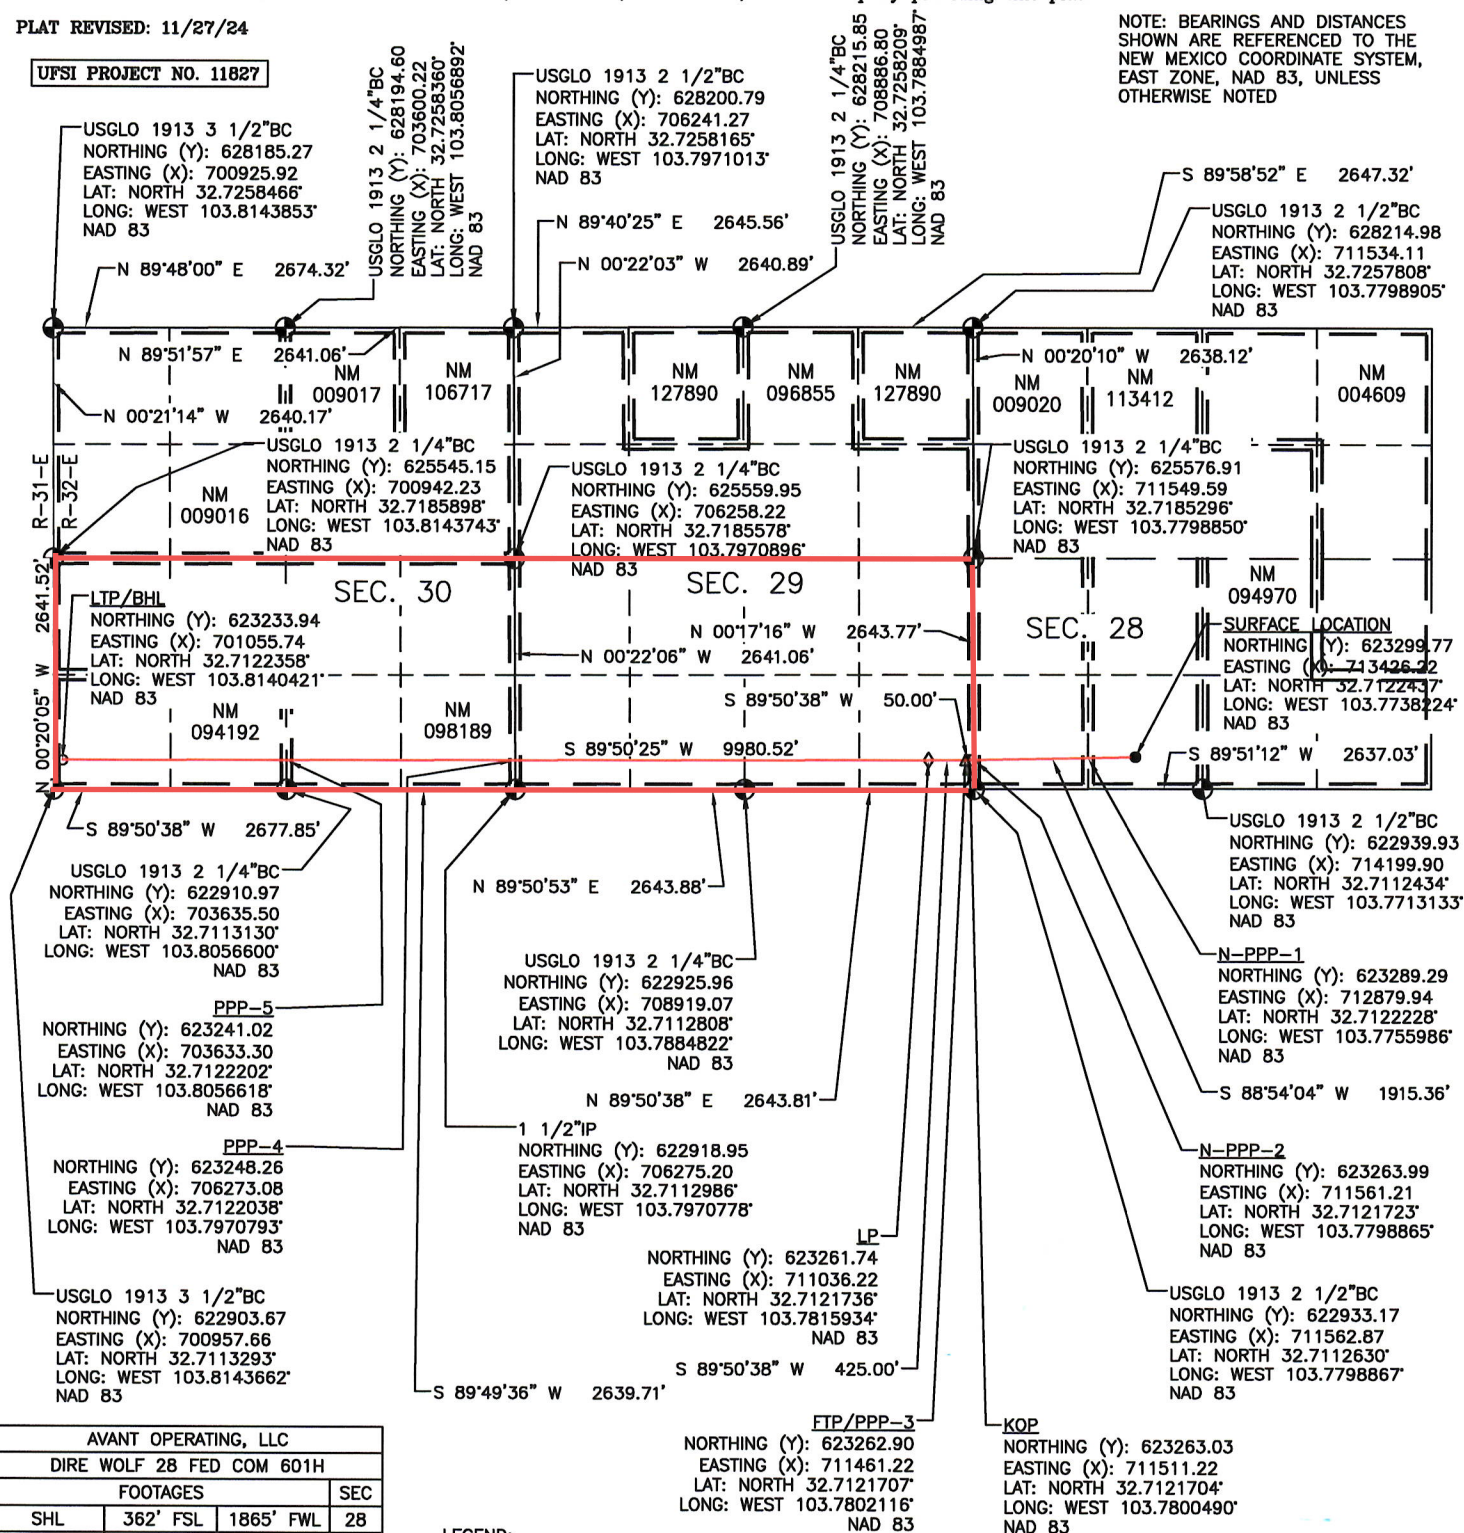 PLAT REVISED: 11/27/24
UFSI PROJECT NO. 11827
NOTE: BEARINGS AND DISTANCES
SHOWN ARE REFERENCED TO THE
NEW MEXICO COORDINATE SYSTEM,
EAST ZONE, NAD 83, UNLESS
OTHERWISE NOTED
USGLO 1913 3 1/2"BC
NORTHING (Y): 628185.27
EASTING (X): 700925.92
LAT: NORTH 32.7258466°
LONG: WEST 103.8143853°
NAD 83
USGLO 1913 2 1/4"BC
NORTHING (Y): 628194.60
EASTING (X): 703600.22
LAT: NORTH 32.7258360°
LONG: WEST 103.8056892°
NAD 83
USGLO 1913 2 1/2"BC
NORTHING (Y): 628200.79
EASTING (X): 706241.27
LAT: NORTH 32.7258165°
LONG: WEST 103.7971013°
NAD 83
USGLO 1913 2 1/4"BC
NORTHING (Y): 628215.85
EASTING (X): 708886.80
LAT: NORTH 32.7258209°
LONG: WEST 103.7884987°
NAD 83
S 89°58'52" E 2647.32'
USGLO 1913 2 1/2"BC
NORTHING (Y): 628214.98
EASTING (X): 711534.11
LAT: NORTH 32.7257808°
LONG: WEST 103.7798905°
NAD 83
N 89°40'25" E 2645.56'
N 89°48'00" E 2674.32'
N 00°22'03" W 2640.89'
N 89°51'57" E 2641.06'
N 00°20'10" W 2638.12'
NM
009017
NM
106717
NM
127890
NM
096855
NM
127890
NM
009020
NM
113412
NM
004609
N 00°21'14" W 2640.17'
R-31-E
R-32-E
NM
009016
USGLO 1913 2 1/4"BC
NORTHING (Y): 625545.15
EASTING (X): 700942.23
LAT: NORTH 32.7185898°
LONG: WEST 103.8143743°
NAD 83
USGLO 1913 2 1/4"BC
NORTHING (Y): 625559.95
EASTING (X): 706258.22
LAT: NORTH 32.7185578°
LONG: WEST 103.7970896°
NAD 83
USGLO 1913 2 1/4"BC
NORTHING (Y): 625576.91
EASTING (X): 711549.59
LAT: NORTH 32.7185296°
LONG: WEST 103.7798850°
NAD 83
SEC. 30
SEC. 29
SEC. 28
NM
094970
N 00°20'05" W 2641.52'
LTP/BHL
NORTHING (Y): 623233.94
EASTING (X): 701055.74
LAT: NORTH 32.7122358°
LONG: WEST 103.8140421°
NAD 83
N 00°17'16" W 2643.77'
N 00°22'06" W 2641.06'
SURFACE LOCATION
NORTHING (Y): 623299.77
EASTING (X): 713426.22
LAT: NORTH 32.7122437°
LONG: WEST 103.7738224°
NAD 83
NM
094192
NM
098189
S 89°50'38" W 50.00'
S 89°50'25" W 9980.52'
S 89°51'12" W 2637.03'
S 89°50'38" W 2677.85'
USGLO 1913 2 1/4"BC
NORTHING (Y): 622910.97
EASTING (X): 703635.50
LAT: NORTH 32.7113130°
LONG: WEST 103.8056600°
NAD 83
N 89°50'53" E 2643.88'
USGLO 1913 2 1/2"BC
NORTHING (Y): 622939.93
EASTING (X): 714199.90
LAT: NORTH 32.7112434°
LONG: WEST 103.7713133°
NAD 83
USGLO 1913 2 1/4"BC
NORTHING (Y): 622925.96
EASTING (X): 708919.07
LAT: NORTH 32.7112808°
LONG: WEST 103.7884822°
NAD 83
N-PPP-1
NORTHING (Y): 623289.29
EASTING (X): 712879.94
LAT: NORTH 32.7122228°
LONG: WEST 103.7755986°
NAD 83
PPP-5
NORTHING (Y): 623241.02
EASTING (X): 703633.30
LAT: NORTH 32.7122202°
LONG: WEST 103.8056618°
NAD 83
N 89°50'38" E 2643.81'
S 88°54'04" W 1915.36'
PPP-4
NORTHING (Y): 623248.26
EASTING (X): 706273.08
LAT: NORTH 32.7122038°
LONG: WEST 103.7970793°
NAD 83
1 1/2"IP
NORTHING (Y): 622918.95
EASTING (X): 706275.20
LAT: NORTH 32.7112986°
LONG: WEST 103.7970778°
NAD 83
N-PPP-2
NORTHING (Y): 623263.99
EASTING (X): 711561.21
LAT: NORTH 32.7121723°
LONG: WEST 103.7798865°
NAD 83
LP
NORTHING (Y): 623261.74
EASTING (X): 711036.22
LAT: NORTH 32.7121736°
LONG: WEST 103.7815934°
NAD 83
USGLO 1913 3 1/2"BC
NORTHING (Y): 622903.67
EASTING (X): 700957.66
LAT: NORTH 32.7113293°
LONG: WEST 103.8143662°
NAD 83
USGLO 1913 2 1/2"BC
NORTHING (Y): 622933.17
EASTING (X): 711562.87
LAT: NORTH 32.7112630°
LONG: WEST 103.7798867°
NAD 83
S 89°50'38" W 425.00'
S 89°49'36" W 2639.71'
FTP/PPP-3
NORTHING (Y): 623262.90
EASTING (X): 711461.22
LAT: NORTH 32.7121707°
LONG: WEST 103.7802116°
NAD 83
KOP
NORTHING (Y): 623263.03
EASTING (X): 711511.22
LAT: NORTH 32.7121704°
LONG: WEST 103.7800490°
NAD 83
AVANT OPERATING, LLC
DIRE WOLF 28 FED COM 601H
FOOTAGES SEC
SHL 362' FSL 1865' FWL 28